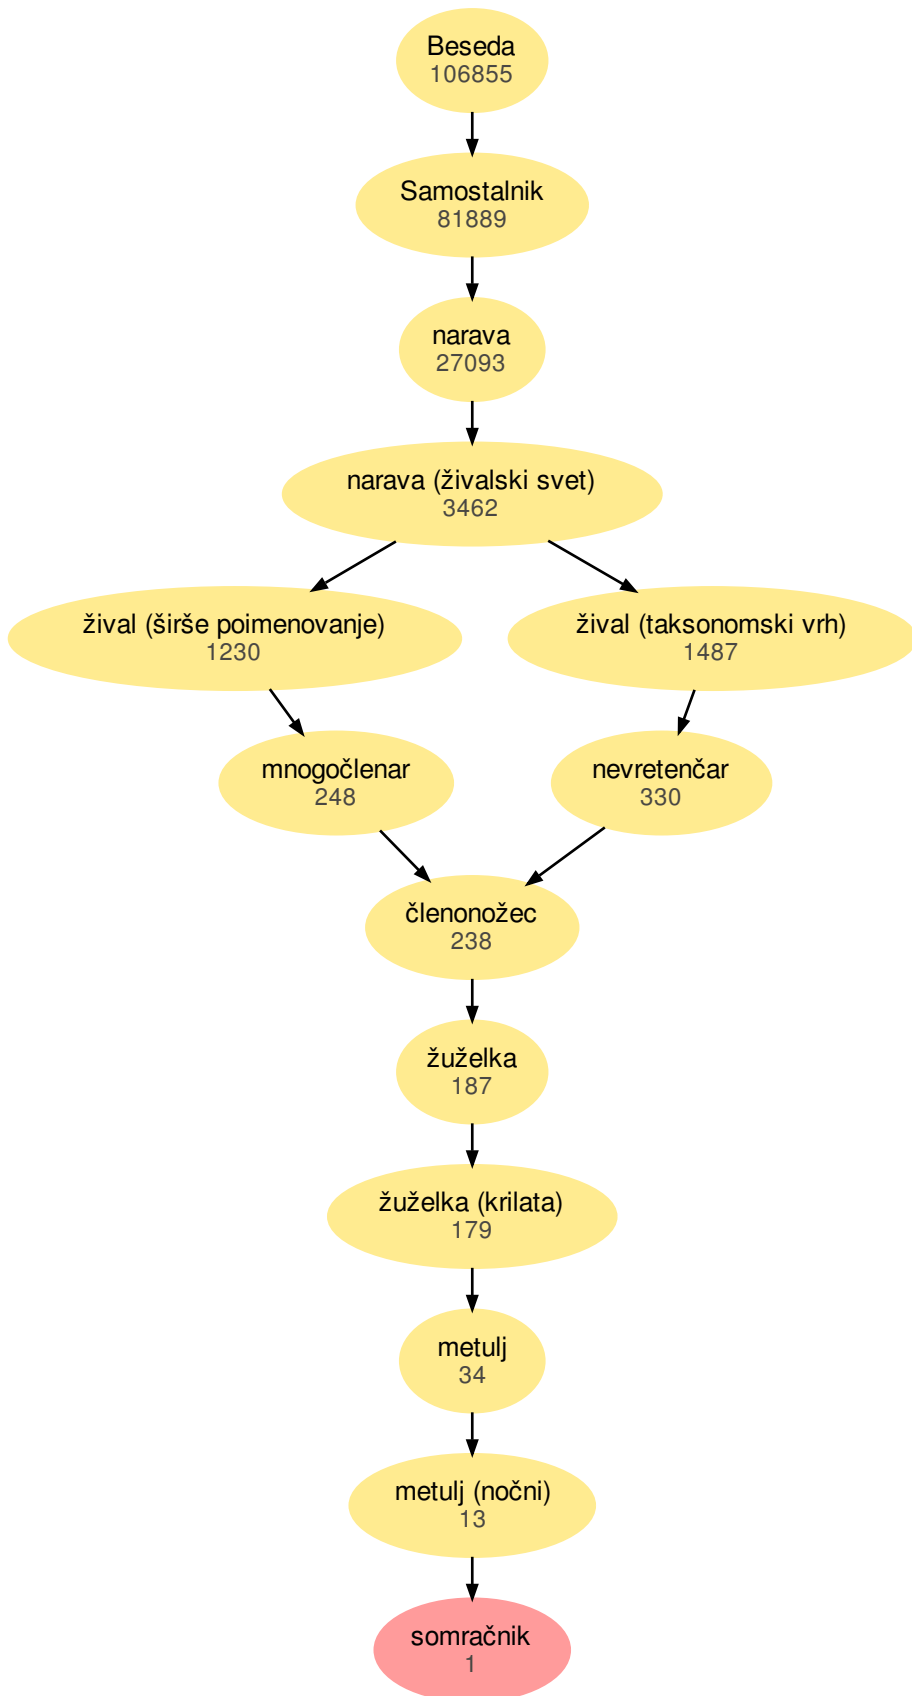 Beseda
106855
Samostalnik
81889
narava
27093
narava (živalski svet)
3462
žival (širše poimenovanje)
1230
žival (taksonomski vrh)
1487
mnogočlenar
248
nevretenčar
330
členonožec
238
žuželka
187
žuželka (krilata)
179
metulj
34
metulj (nočni)
13
somračnik
1